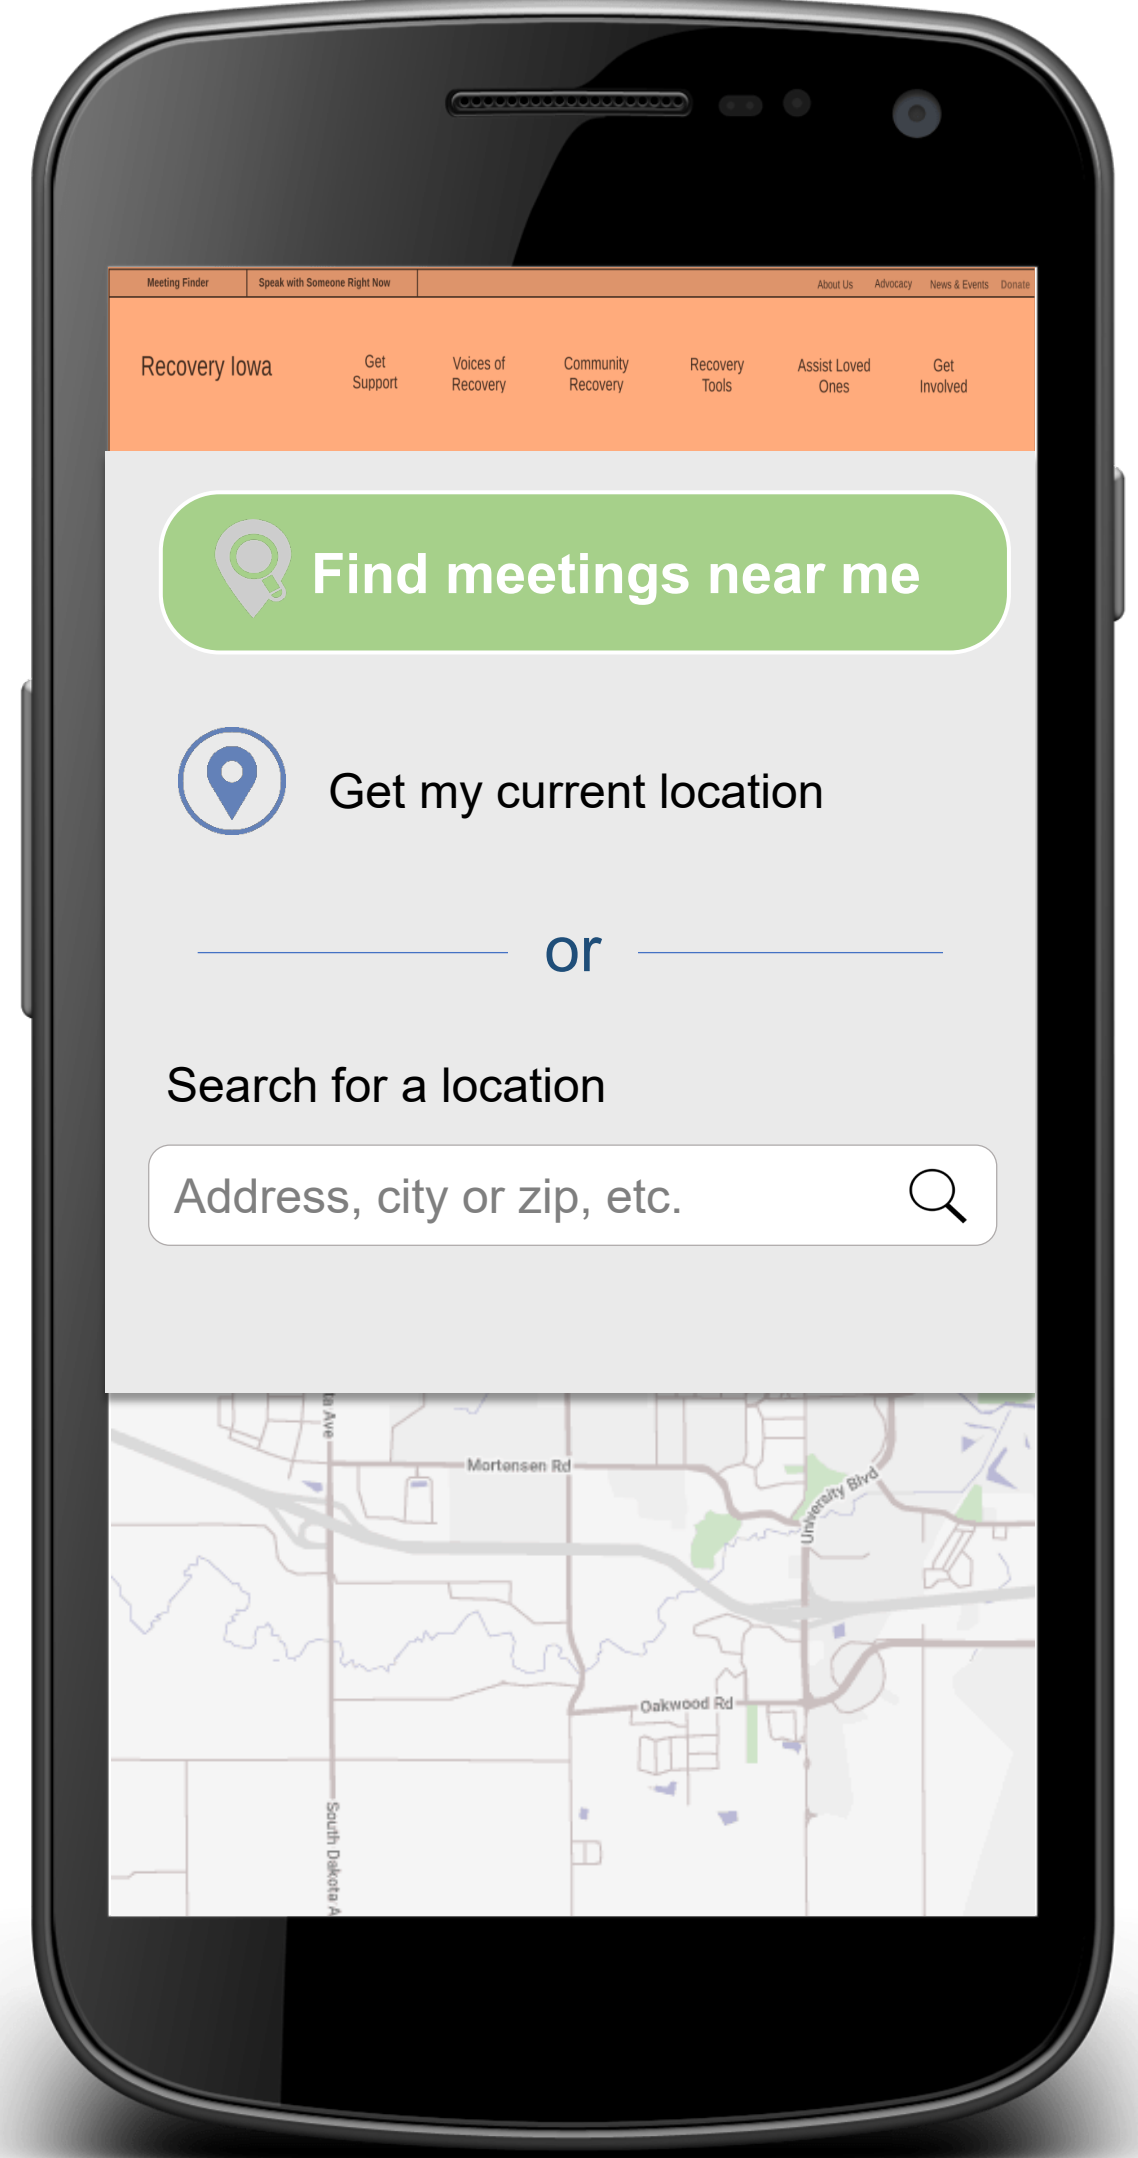 Meeting Finder
Speak with Someone Right Now
About Us
Advocacy
News & Events
Donate
Recovery Iowa
Get
Support
Voices of
Recovery
Community
Recovery
Recovery
Tools
Assist Loved
Ones
Get
Involved
Find meetings near me
Get my current location
or
Search for a location
Address, city or zip, etc.
ta Ave
Mortensen Rd
University Blvd
Oakwood Rd
South Dakota A